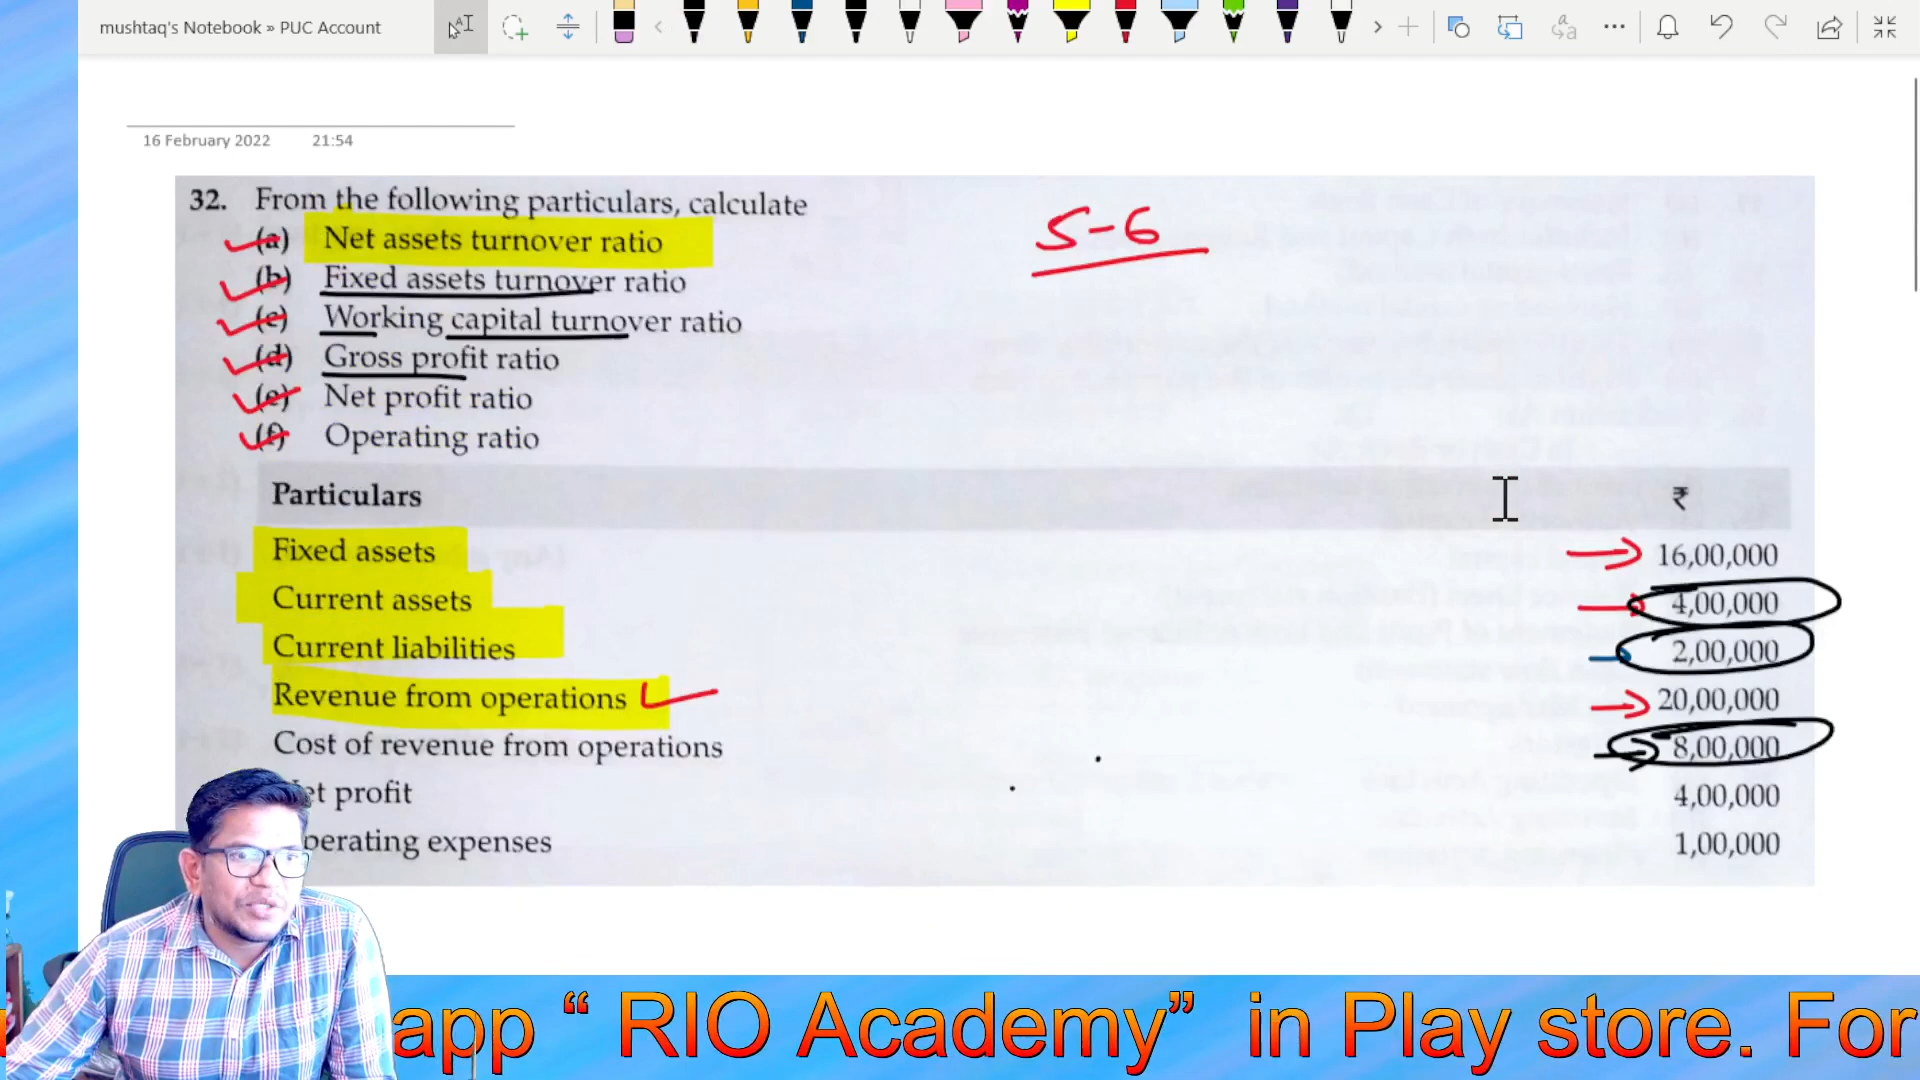 mushtaq's Notebook » PUC Account
16 February 2022 21:54
32. From the following particulars, calculate
(a) Net assets turnover ratio
(b) Fixed assets turnover ratio
(c) Working capital turnover ratio
(d) Gross profit ratio
(e) Net profit ratio
(f) Operating ratio
5-6
Particulars ₹
Fixed assets 16,00,000
Current assets 4,00,000
Current liabilities 2,00,000
Revenue from operations 20,00,000
Cost of revenue from operations 8,00,000
et profit 4,00,000
perating expenses 1,00,000
app “ RIO Academy” in Play store. For